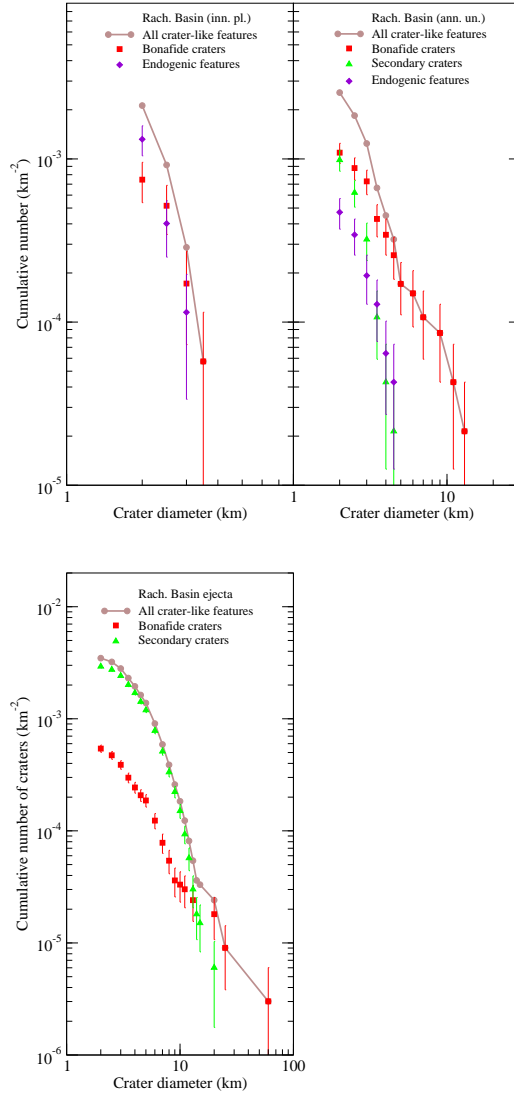 Rach. Basin (inn. pl.)
All crater-like features
Bonafide craters
Endogenic features
Rach. Basin (ann. un.)
All crater-like features
Bonafide craters
Secondary craters
Endogenic features
Cumulative number (km-2)
10-3
10-4
10-5
1
1
10
Crater diameter (km)
Crater diameter (km)
Rach. Basin ejecta
All crater-like features
Bonafide craters
Secondary craters
Cumulative number of craters (km-2)
10-2
10-3
10-4
10-5
10-6
1
10
100
Crater diameter (km)